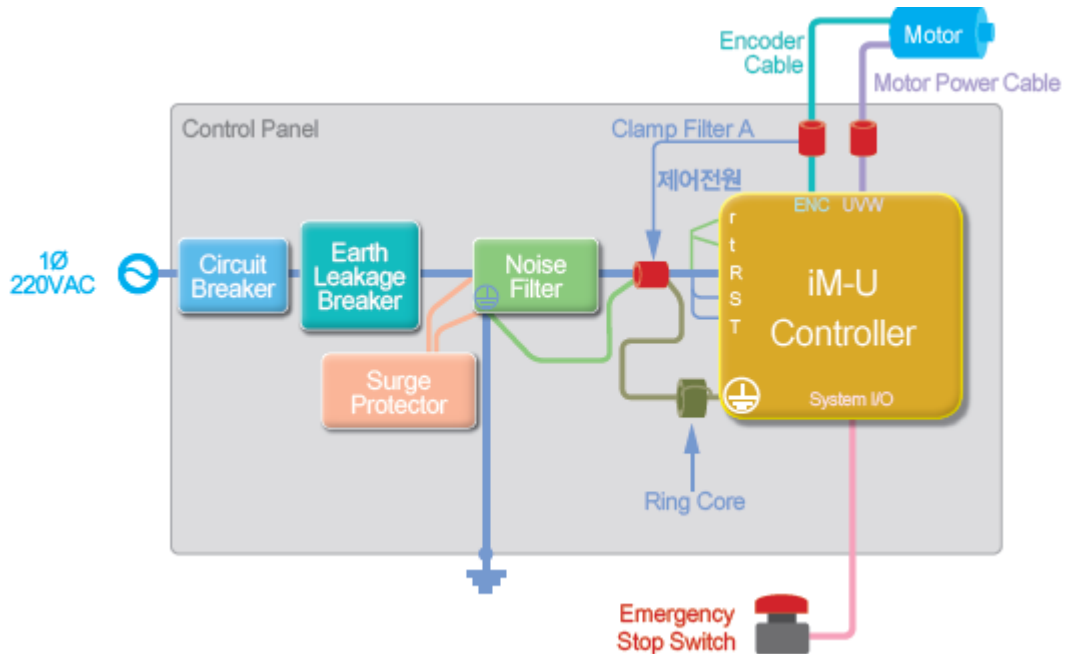 Motor
Encoder
Cable
Motor Power Cable
Control Panel
Clamp Filter A
제어전원
ENC UVW
r
t
R
S
T
iM-U
Controller
System I/O
1Ø
220VAC
Circuit
Breaker
Earth
Leakage
Breaker
Noise
Filter
Surge
Protector
Ring Core
Emergency
Stop Switch